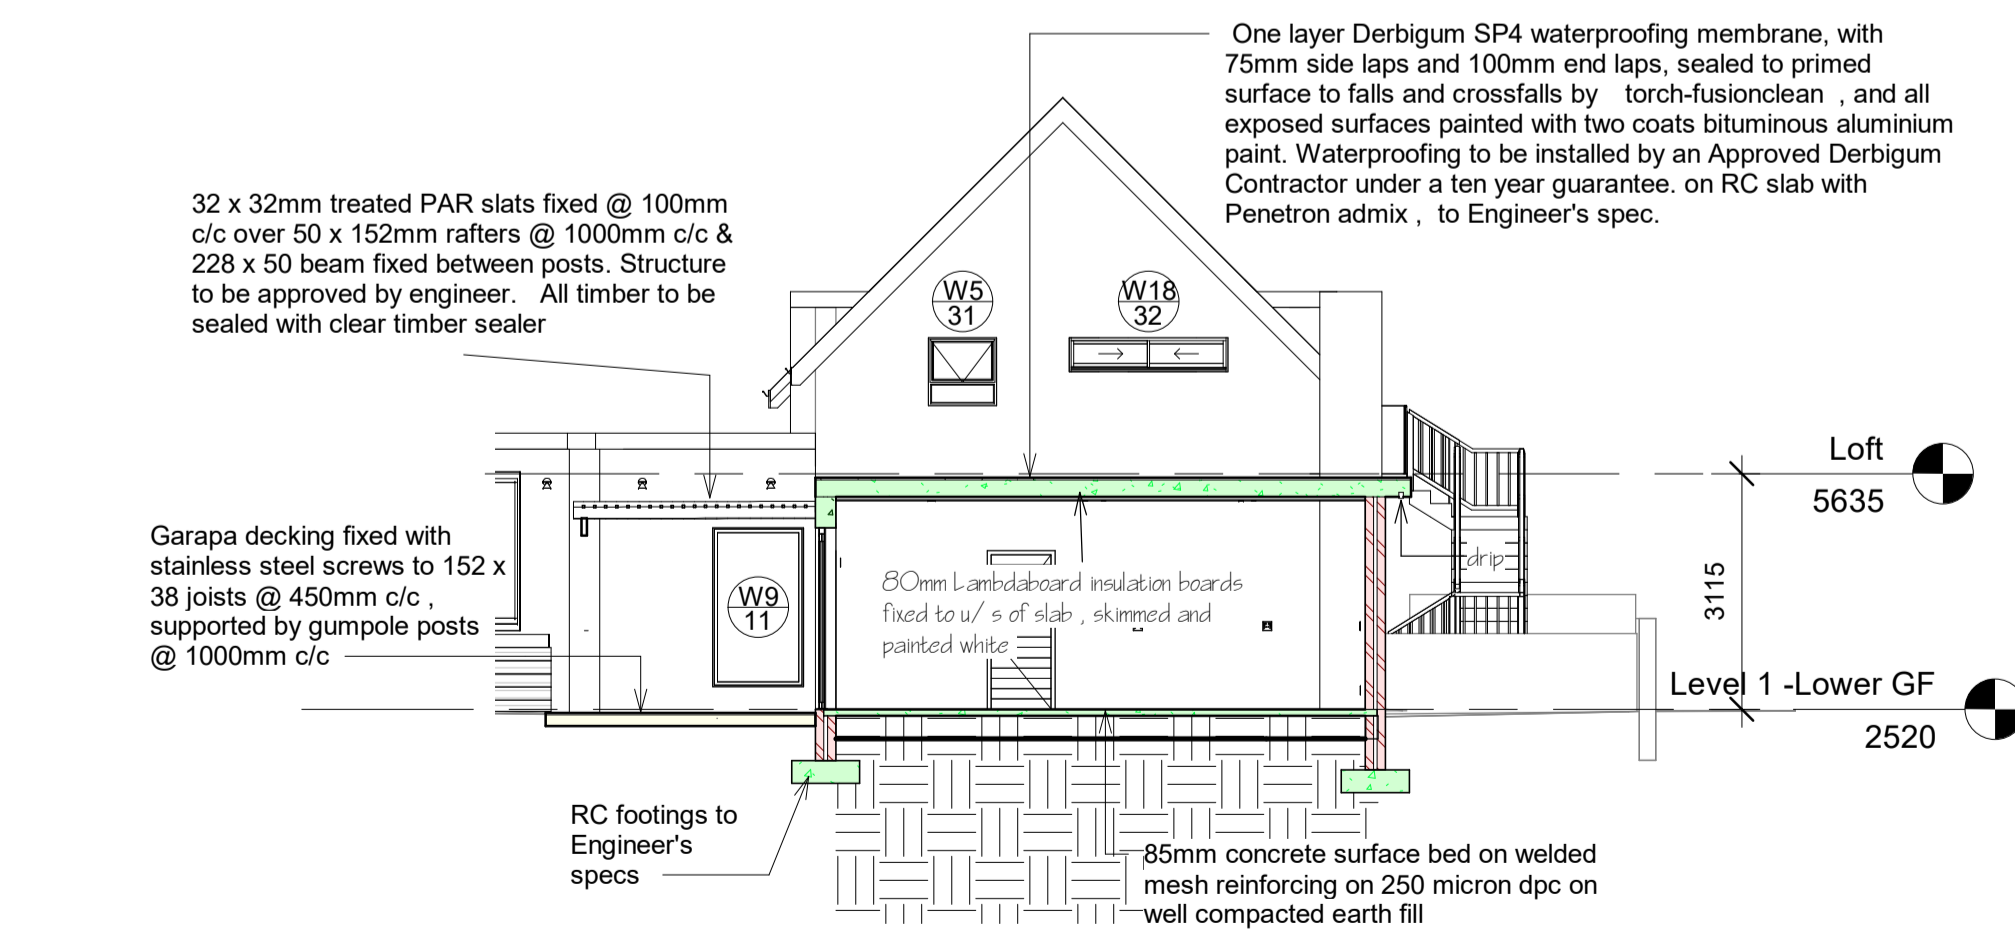 One layer Derbigum SP4 waterproofing membrane, with
75mm side laps and 100mm end laps, sealed to primed
surface to falls and crossfalls by torch-fusionclean , and all
exposed surfaces painted with two coats bituminous aluminium
paint. Waterproofing to be installed by an Approved Derbigum
Contractor under a ten year guarantee. on RC slab with
Penetron admix , to Engineer's spec.
32 x 32mm treated PAR slats fixed @ 100mm
c/c over 50 x 152mm rafters @ 1000mm c/c &
228 x 50 beam fixed between posts. Structure
to be approved by engineer. All timber to be
sealed with clear timber sealer
W5
31
W18
32
Loft
5635
Garapa decking fixed with
stainless steel screws to 152 x
38 joists @ 450mm c/c ,
supported by gumpole posts
@ 1000mm c/c
W9
11
80mm Lambdaboard insulation boards
fixed to u/ s of slab , skimmed and
painted white
drip
3115
Level 1 -Lower GF
2520
RC footings to
Engineer's
specs
85mm concrete surface bed on welded
mesh reinforcing on 250 micron dpc on
well compacted earth fill